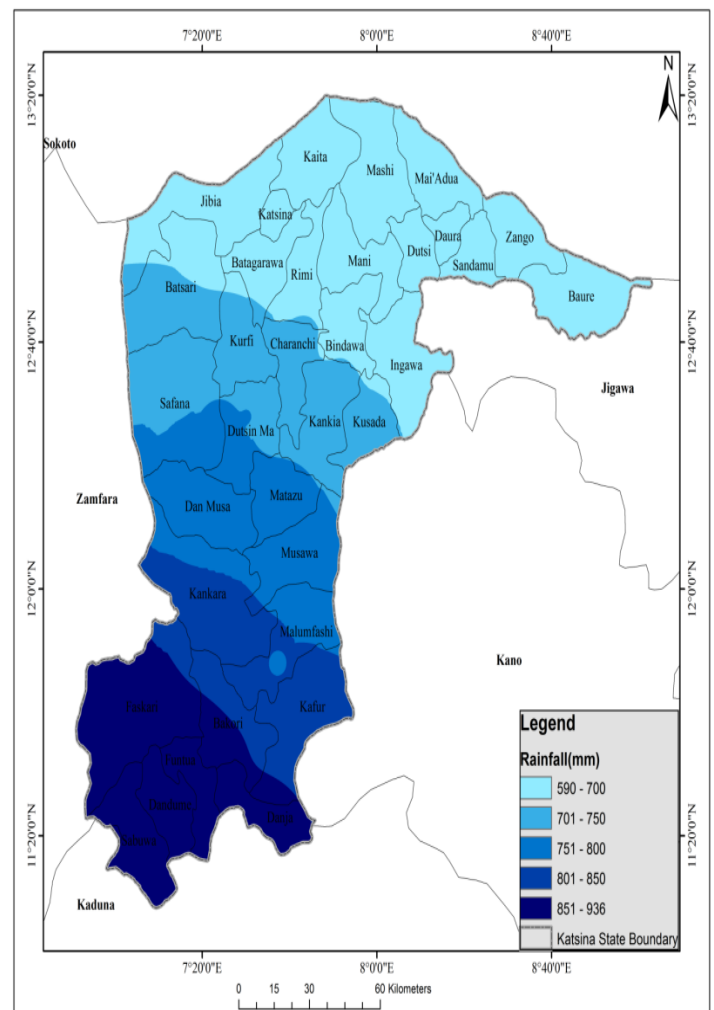 7°20'0"E 8°0'0"E 8°40'0"E
N
13°20'0"N 13°20'0"N
Sokoto
Kaita
Mashi
Mai'Adua
Jibia
Katsina
Daura
Zango
Dutsi
Batagarawa
Mani
Sandamu
Rimi
Batsari
Baure
12°40'0"N 12°40'0"N
Kurfi
Charanchi
Bindawa
Ingawa
Jigawa
Safana
Kankia
Kusada
Dutsin Ma
Zamfara
Matazu
Dan Musa
Musawa
12°0'0"N 12°0'0"N
Kankara
Malumfashi
Kano
Kafur
Legend
Rainfall(mm)
590 - 700
701 - 750
751 - 800
801 - 850
851 - 936
Katsina State Boundary
11°20'0"N 11°20'0"N
Kaduna
7°20'0"E 8°0'0"E 8°40'0"E
0 15 30 60 Kilometers